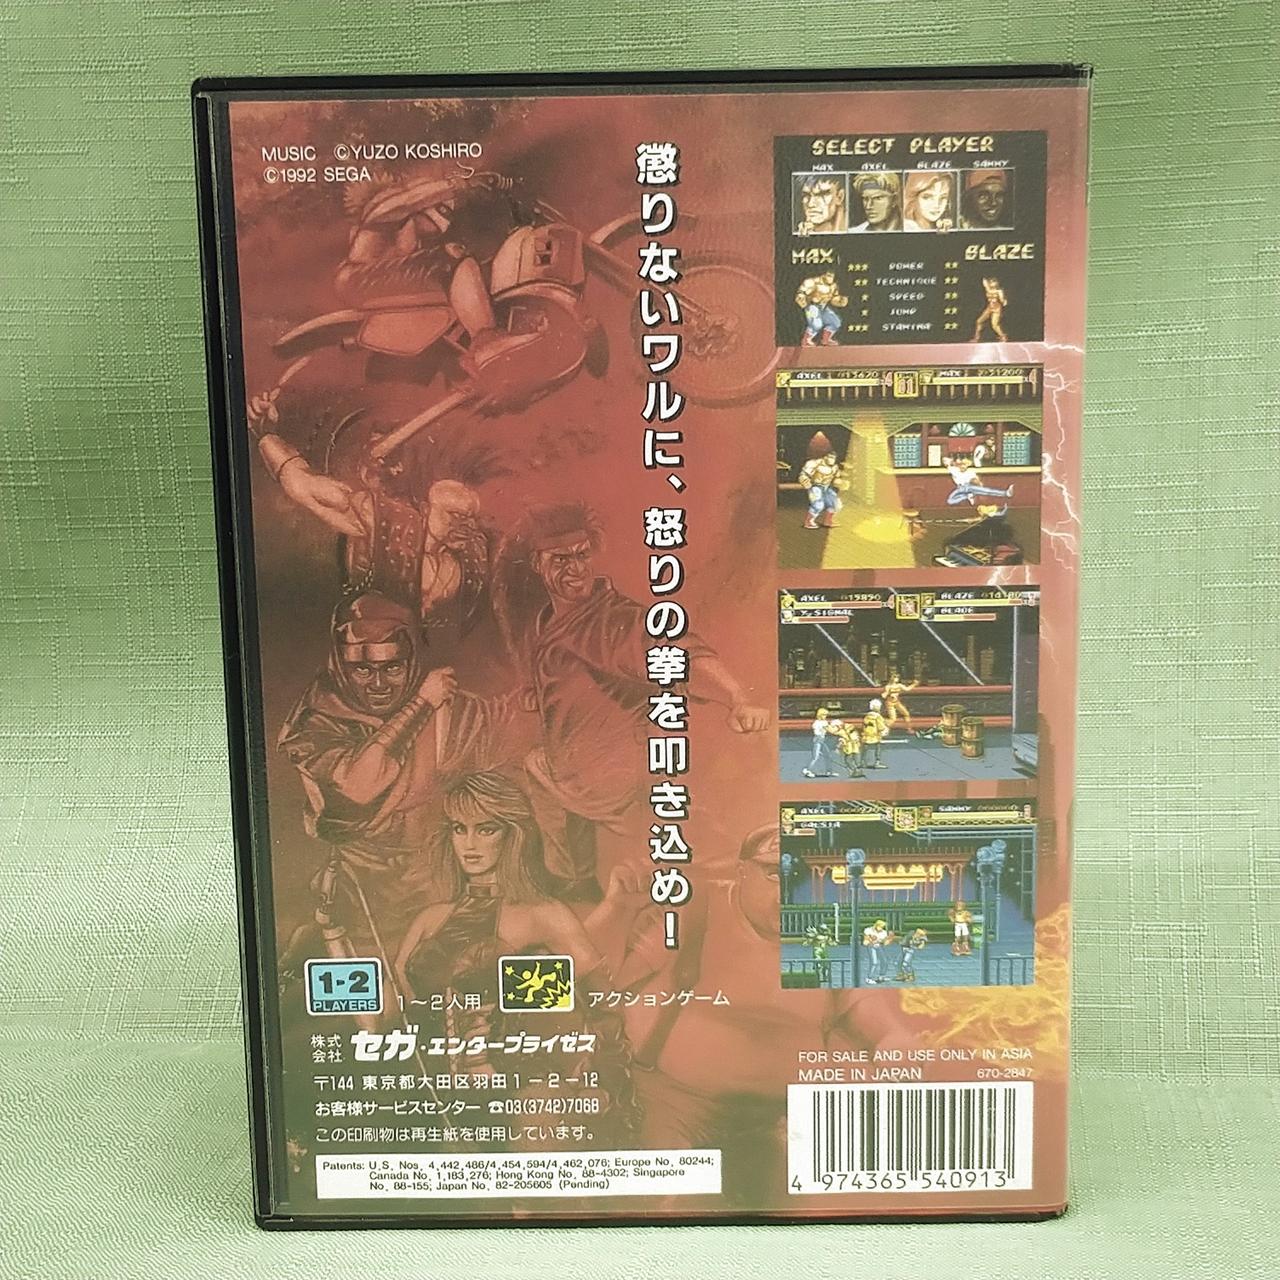 MUSIC ©YUZO KOSHIRO
©1992 SEGA
懲りないワルに、怒りの拳を叩き込め！
SELECT PLAYER
MAX AXEL BLAZE SAMMY
MAX BLAZE
★★★ POWER ★★
★★ TECHNIQUE ★★
★ SPEED ★★
★ JUMP ★★
★★★ STAMINA ★★
AXEL MAX
AXEL BLAZE
Y.SIGNAL BLADE
AXEL SAMMY
GALSIA
1-2
PLAYERS
1〜2人用
アクションゲーム
株式会社 セガ・エンタープライゼス
〒144 東京都大田区羽田1－2－12
お客様サービスセンター ☎03(3742)7068
この印刷物は再生紙を使用しています。
Patents: U.S. Nos. 4,442,486/4,454,594/4,462,076; Europe No. 80244;
Canada No. 1,183,276; Hong Kong No. 88-4302; Singapore
No. 88-155; Japan No. 82-205605 (Pending)
FOR SALE AND USE ONLY IN ASIA
MADE IN JAPAN 670-2847
4 974365 540913